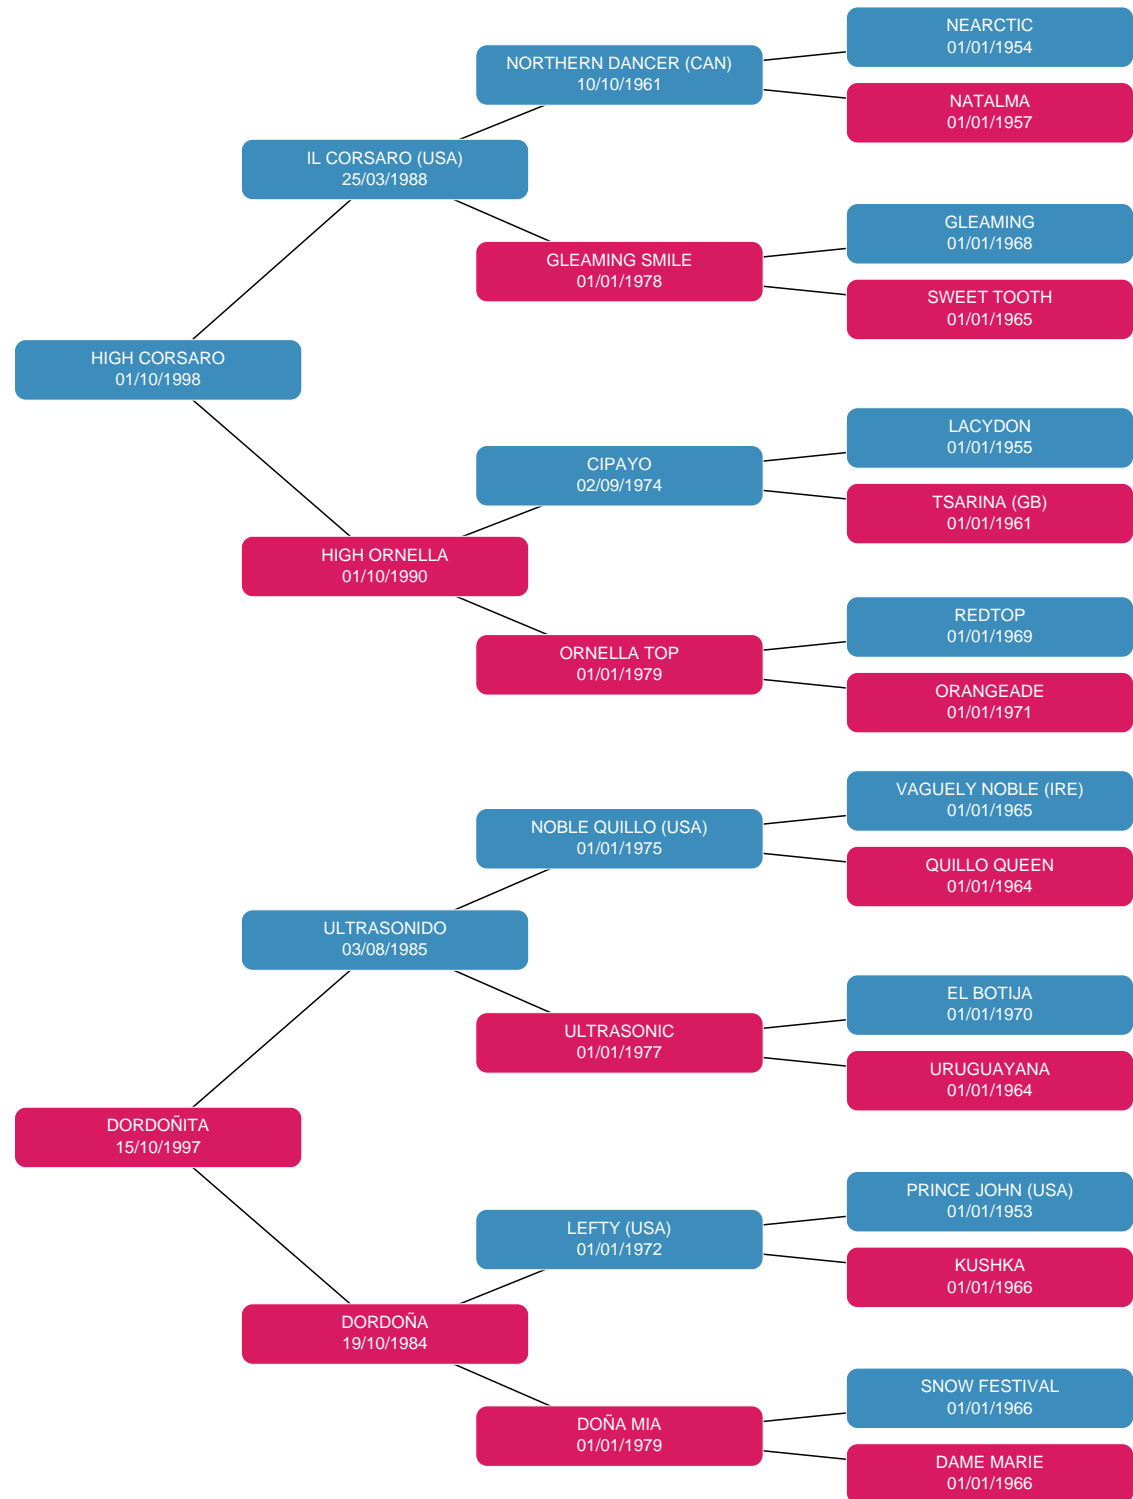 NEARCTIC
01/01/1954
NORTHERN DANCER (CAN)
10/10/1961
NATALMA
01/01/1957
IL CORSARO (USA)
25/03/1988
GLEAMING
01/01/1968
GLEAMING SMILE
01/01/1978
SWEET TOOTH
01/01/1965
HIGH CORSARO
01/10/1998
LACYDON
01/01/1955
CIPAYO
02/09/1974
TSARINA (GB)
01/01/1961
HIGH ORNELLA
01/10/1990
REDTOP
01/01/1969
ORNELLA TOP
01/01/1979
ORANGEADE
01/01/1971
VAGUELY NOBLE (IRE)
01/01/1965
NOBLE QUILLO (USA)
01/01/1975
QUILLO QUEEN
01/01/1964
ULTRASONIDO
03/08/1985
EL BOTIJA
01/01/1970
ULTRASONIC
01/01/1977
URUGUAYANA
01/01/1964
DORDOÑITA
15/10/1997
PRINCE JOHN (USA)
01/01/1953
LEFTY (USA)
01/01/1972
KUSHKA
01/01/1966
DORDOÑA
19/10/1984
SNOW FESTIVAL
01/01/1966
DOÑA MIA
01/01/1979
DAME MARIE
01/01/1966